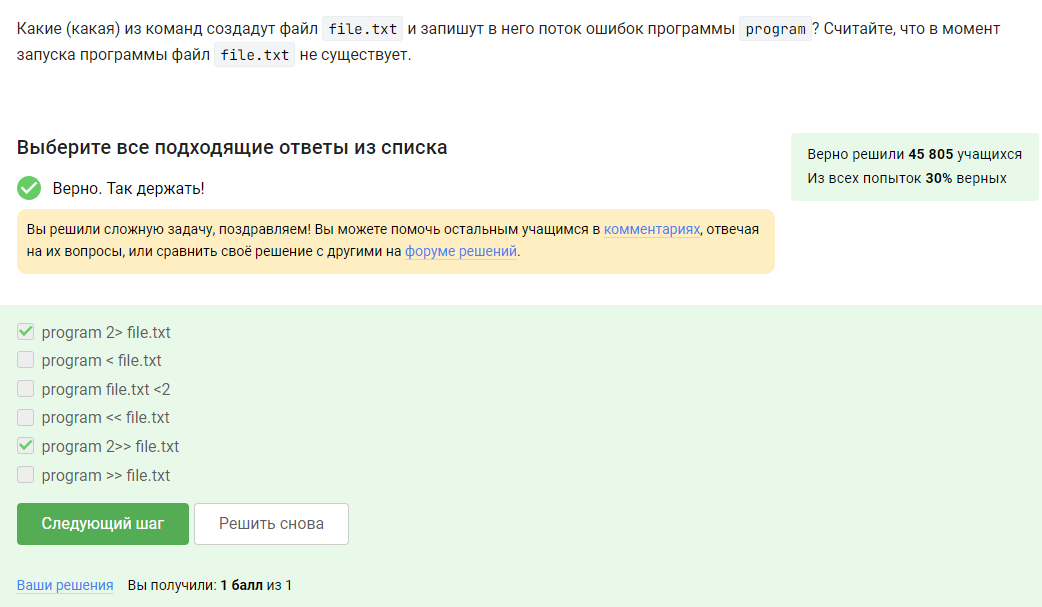 Какие (какая) из команд создадут файл file.txt и запишут в него поток ошибок программы program ? Считайте, что в момент
запуска программы файл file.txt не существует.
Выберите все подходящие ответы из списка
Верно решили 45 805 учащихся
Из всех попыток 30% верных
Верно. Так держать!
Вы решили сложную задачу, поздравляем! Вы можете помочь остальным учащимся в комментариях, отвечая
на их вопросы, или сравнить своё решение с другими на форуме решений.
program 2> file.txt
program < file.txt
program file.txt <2
program << file.txt
program 2>> file.txt
program >> file.txt
Следующий шаг
Решить снова
Ваши решения Вы получили: 1 балл из 1